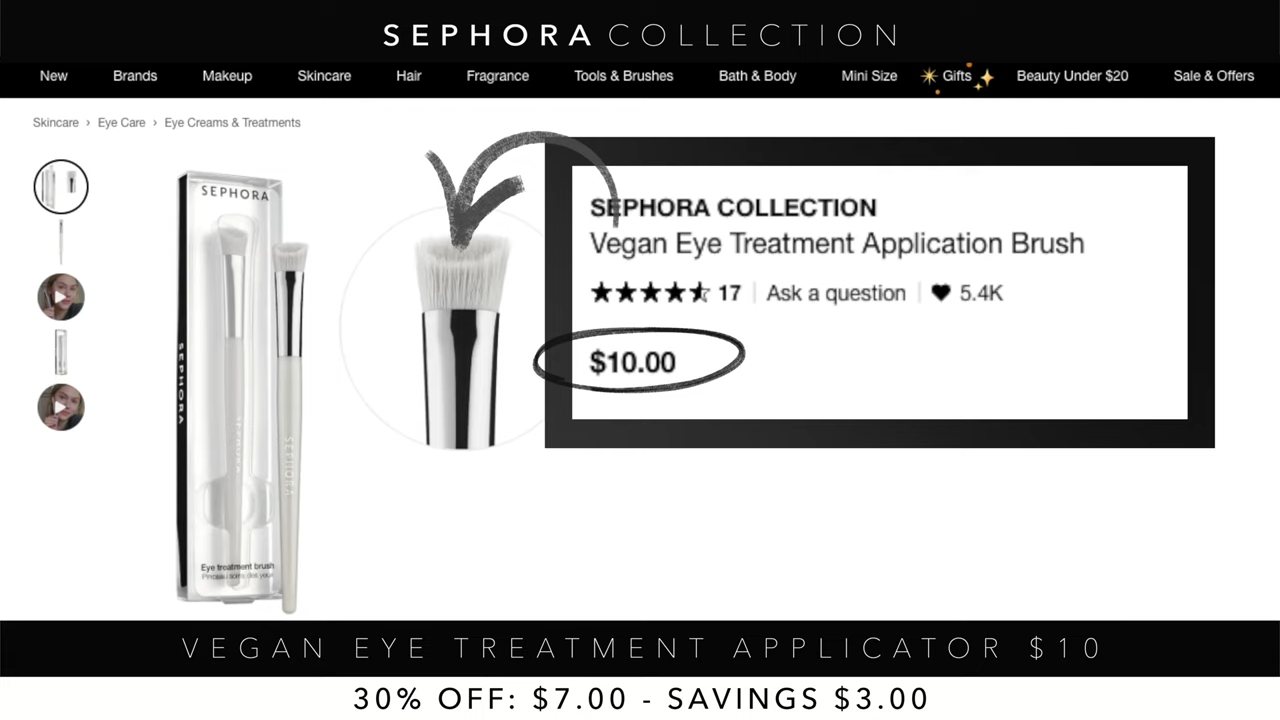 SEPHORA COLLECTION
New Brands Makeup Skincare Hair Fragrance Tools & Brushes Bath & Body Mini Size Gifts Beauty Under $20 Sale & Offers
Skincare › Eye Care › Eye Creams & Treatments
SEPHORA
SEPHORA
SEPHORA
Eye treatment brush
SEPHORA COLLECTION
Vegan Eye Treatment Application Brush
17 | Ask a question | 5.4K
$10.00
VEGAN EYE TREATMENT APPLICATOR $10
30% OFF: $7.00 - SAVINGS $3.00